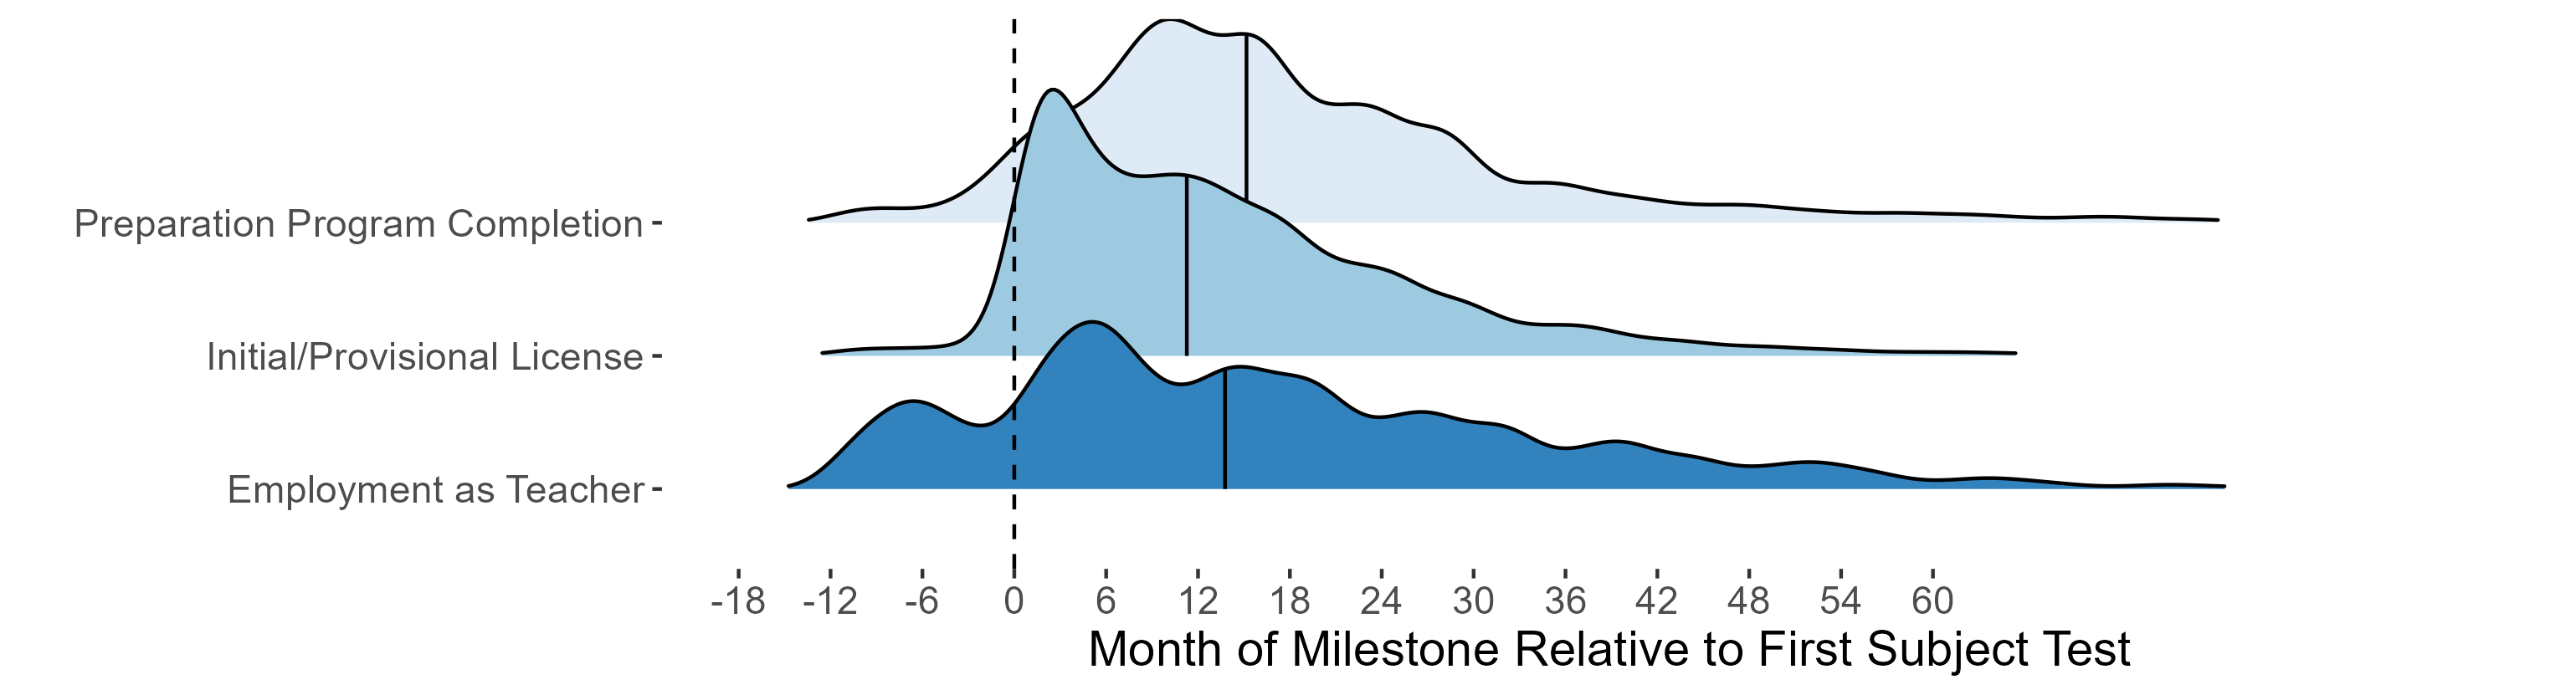 Preparation Program Completion
Initial/Provisional License
Employment as Teacher
-18 -12 -6 0 6 12 18 24 30 36 42 48 54 60
Month of Milestone Relative to First Subject Test